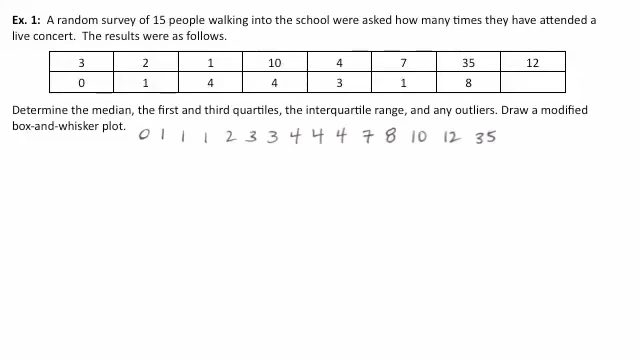 Ex. 1: A random survey of 15 people walking into the school were asked how many times they have attended a
live concert. The results were as follows.
3 2 1 10 4 7 35 12
0 1 4 4 3 1 8
Determine the median, the first and third quartiles, the interquartile range, and any outliers. Draw a modified
box-and-whisker plot.
0 1 1 1 2 3 3 4 4 4 7 8 10 12 35